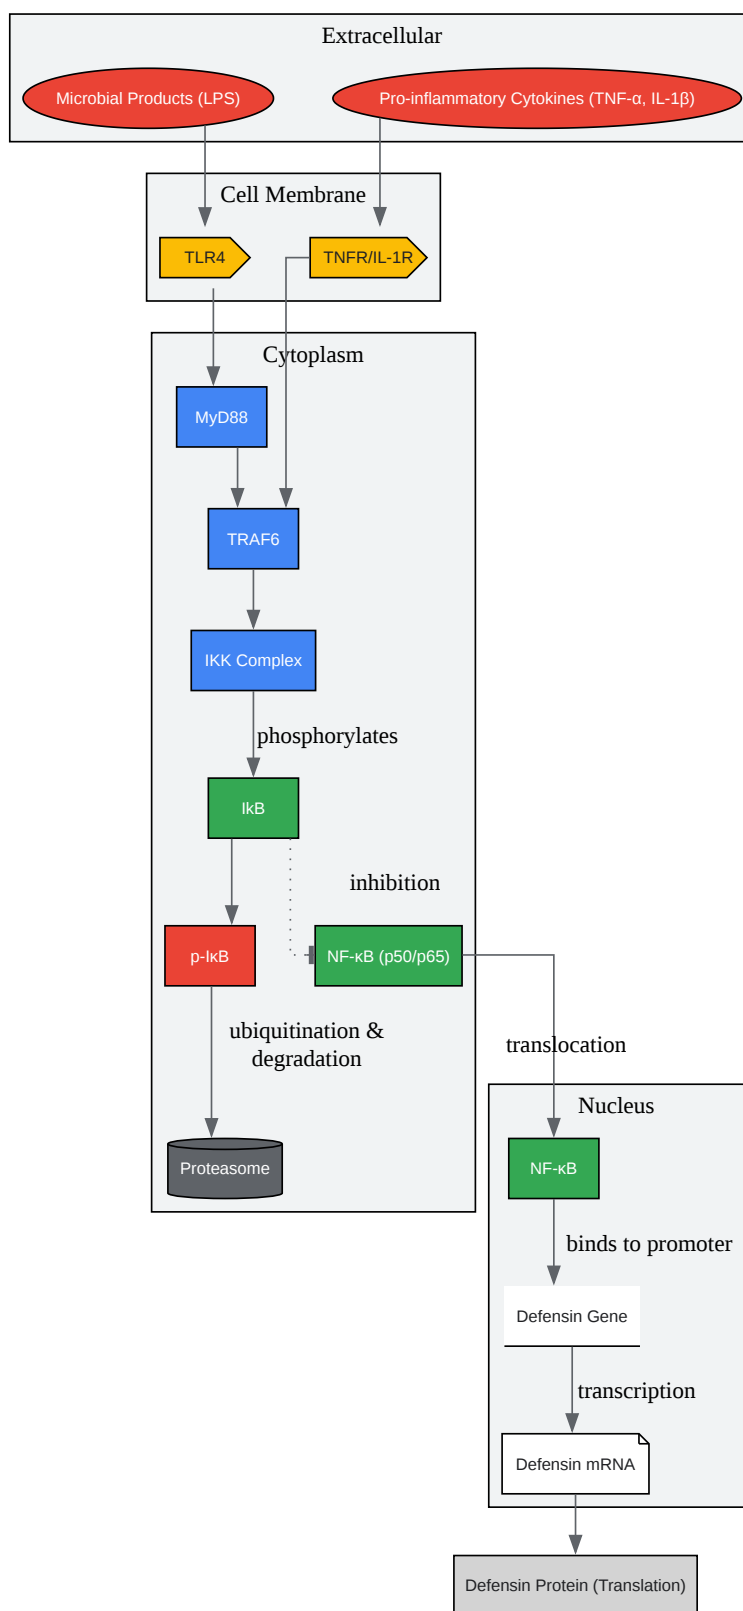 Extracellular
Microbial Products (LPS)
Pro-inflammatory Cytokines (TNF-α, IL-1β)
Cell Membrane
TLR4
TNFR/IL-1R
Cytoplasm
MyD88
TRAF6
IKK Complex
phosphorylates
IκB
inhibition
p-IκB
NF-κB (p50/p65)
ubiquitination &
degradation
translocation
Nucleus
Proteasome
NF-κB
binds to promoter
Defensin Gene
transcription
Defensin mRNA
Defensin Protein (Translation)